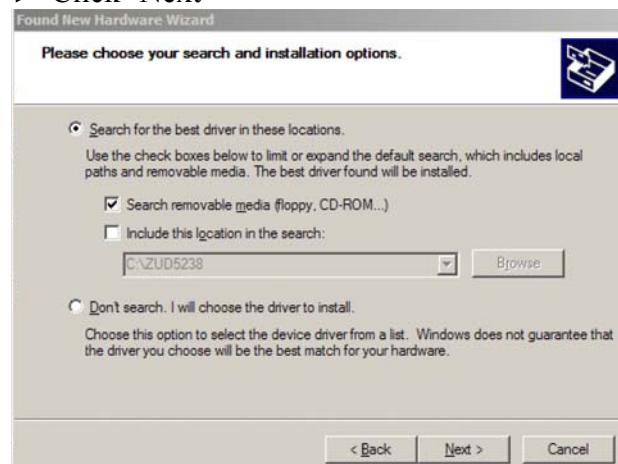 Click "Next"
Found New Hardware Wizard
Please choose your search and installation options.
Search for the best driver in these locations.
Use the check boxes below to limit or expand the default search, which includes local
paths and removable media. The best driver found will be installed.
Search removable media (floppy, CD-ROM...)
Include this location in the search:
C:\ZUD5238
Browse
Don't search. I will choose the driver to install.
Choose this option to select the device driver from a list. Windows does not guarantee that
the driver you choose will be the best match for your hardware.
< Back Next > Cancel